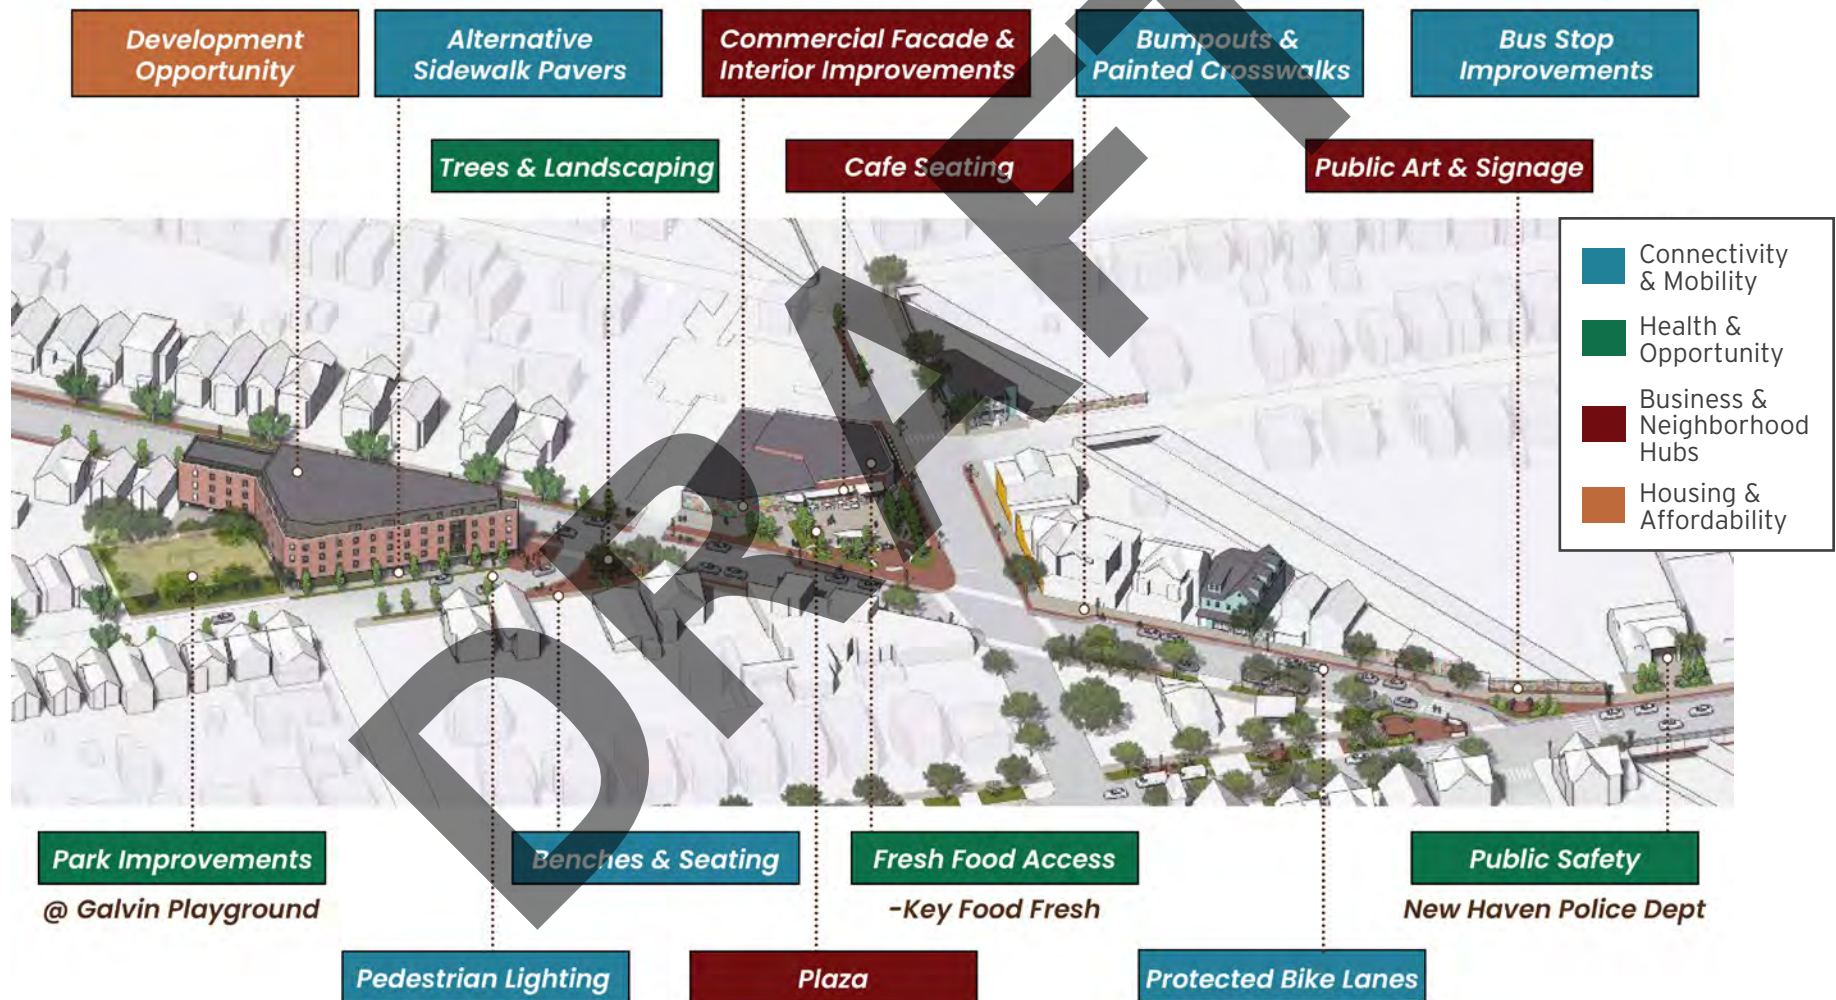 Development
Opportunity
Alternative
Sidewalk Pavers
Commercial Facade &
Interior Improvements
Bumpouts &
Painted Crosswalks
Bus Stop
Improvements
Trees & Landscaping
Cafe Seating
Public Art & Signage
Connectivity
& Mobility
Health &
Opportunity
Business &
Neighborhood
Hubs
Housing &
Affordability
DRAFT
Park Improvements
@ Galvin Playground
Benches & Seating
Fresh Food Access
-Key Food Fresh
Public Safety
New Haven Police Dept
Pedestrian Lighting
Plaza
Protected Bike Lanes